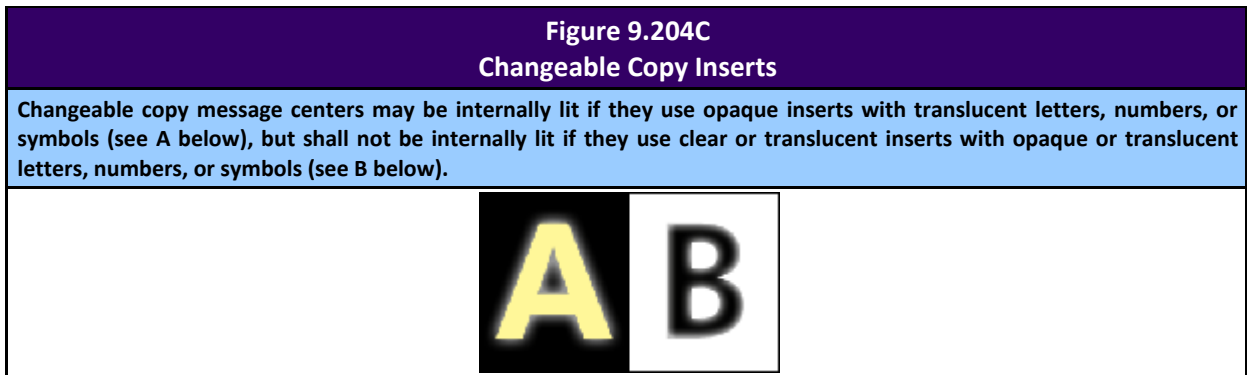 Figure 9.204C
Changeable Copy Inserts
Changeable copy message centers may be internally lit if they use opaque inserts with translucent letters, numbers, or
symbols (see A below), but shall not be internally lit if they use clear or translucent inserts with opaque or translucent
letters, numbers, or symbols (see B below).
A B